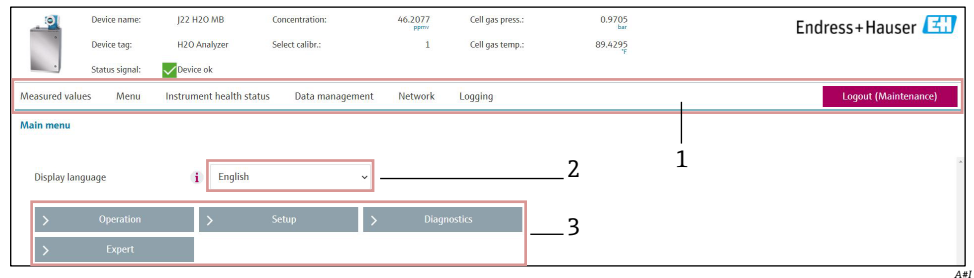 Device name: J22 H2O MB Concentration: 46.2077 ppmv Cell gas press.: 0.9705 bar
Endress+Hauser EH
Device tag: H2O Analyzer Select calibr.: 1 Cell gas temp.: 89.4295 °F
Status signal: Device ok
Measured values Menu Instrument health status Data management Network Logging Logout (Maintenance)
Main menu
1
Display language i English 2
> Operation > Setup > Diagnostics 3
> Expert
A#1